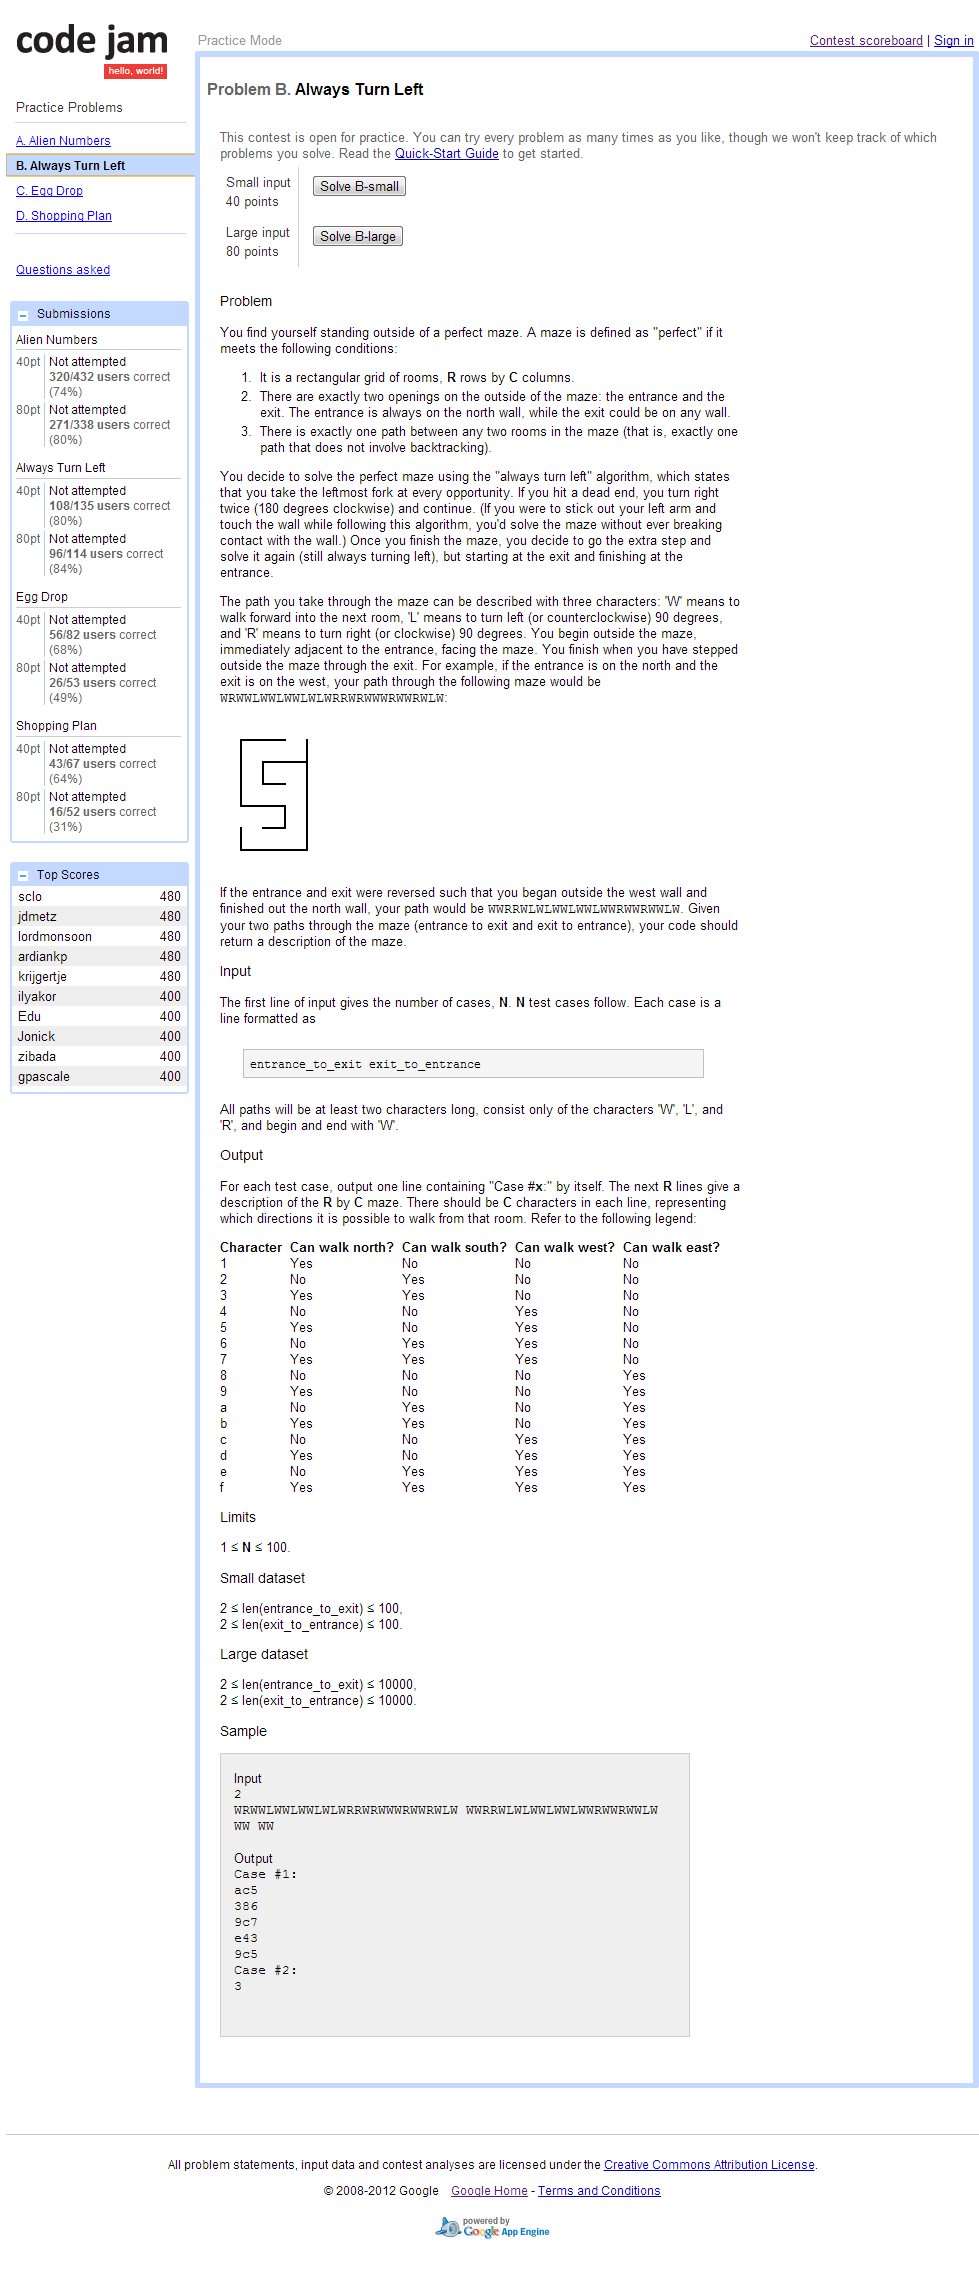 code jam
hello, world!
Practice Mode
Contest scoreboard | Sign in
Practice Problems
A. Alien Numbers
B. Always Turn Left
C. Egg Drop
D. Shopping Plan
Questions asked
Submissions
Alien Numbers
40pt Not attempted
320/432 users correct
(74%)
80pt Not attempted
271/338 users correct
(80%)
Always Turn Left
40pt Not attempted
108/135 users correct
(80%)
80pt Not attempted
96/114 users correct
(84%)
Egg Drop
40pt Not attempted
56/82 users correct
(68%)
80pt Not attempted
26/53 users correct
(49%)
Shopping Plan
40pt Not attempted
43/67 users correct
(64%)
80pt Not attempted
16/52 users correct
(31%)
Top Scores
sclo 480
jdmetz 480
lordmonsoon 480
ardiankp 480
krijgertje 480
ilyakor 400
Edu 400
Jonick 400
zibada 400
gpascale 400
Problem B. Always Turn Left
This contest is open for practice. You can try every problem as many times as you like, though we won't keep track of which
problems you solve. Read the Quick-Start Guide to get started.
Small input
40 points
Solve B-small
Large input
80 points
Solve B-large
Problem
You find yourself standing outside of a perfect maze. A maze is defined as "perfect" if it
meets the following conditions:
1. It is a rectangular grid of rooms, R rows by C columns.
2. There are exactly two openings on the outside of the maze: the entrance and the
exit. The entrance is always on the north wall, while the exit could be on any wall.
3. There is exactly one path between any two rooms in the maze (that is, exactly one
path that does not involve backtracking).
You decide to solve the perfect maze using the "always turn left" algorithm, which states
that you take the leftmost fork at every opportunity. If you hit a dead end, you turn right
twice (180 degrees clockwise) and continue. (If you were to stick out your left arm and
touch the wall while following this algorithm, you'd solve the maze without ever breaking
contact with the wall.) Once you finish the maze, you decide to go the extra step and
solve it again (still always turning left), but starting at the exit and finishing at the
entrance.
The path you take through the maze can be described with three characters: 'W' means to
walk forward into the next room, 'L' means to turn left (or counterclockwise) 90 degrees,
and 'R' means to turn right (or clockwise) 90 degrees. You begin outside the maze,
immediately adjacent to the entrance, facing the maze. You finish when you have stepped
outside the maze through the exit. For example, if the entrance is on the north and the
exit is on the west, your path through the following maze would be
WRWWLWWLWWLWLWRRWRWWWRWWRWLW:
If the entrance and exit were reversed such that you began outside the west wall and
finished out the north wall, your path would be WWRRWLWLWWLWWLWWRWWRWWLW. Given
your two paths through the maze (entrance to exit and exit to entrance), your code should
return a description of the maze.
Input
The first line of input gives the number of cases, N. N test cases follow. Each case is a
line formatted as
entrance_to_exit exit_to_entrance
All paths will be at least two characters long, consist only of the characters 'W', 'L', and
'R', and begin and end with 'W'.
Output
For each test case, output one line containing "Case #x:" by itself. The next R lines give a
description of the R by C maze. There should be C characters in each line, representing
which directions it is possible to walk from that room. Refer to the following legend:
Character Can walk north? Can walk south? Can walk west? Can walk east?
1 Yes No No No
2 No Yes No No
3 Yes Yes No No
4 No No Yes No
5 Yes No Yes No
6 No Yes Yes No
7 Yes Yes Yes No
8 No No No Yes
9 Yes No No Yes
a No Yes No Yes
b Yes Yes No Yes
c No No Yes Yes
d Yes No Yes Yes
e No Yes Yes Yes
f Yes Yes Yes Yes
Limits
1 ≤ N ≤ 100.
Small dataset
2 ≤ len(entrance_to_exit) ≤ 100,
2 ≤ len(exit_to_entrance) ≤ 100.
Large dataset
2 ≤ len(entrance_to_exit) ≤ 10000,
2 ≤ len(exit_to_entrance) ≤ 10000.
Sample
Input
2
WRWWLWWLWWLWLWRRWRWWWRWWRWLW WWRRWLWLWWLWWLWWRWWRWWLW
WW WW
Output
Case #1:
ac5
386
9c7
e43
9c5
Case #2:
3
All problem statements, input data and contest analyses are licensed under the Creative Commons Attribution License.
© 2008-2012 Google Google Home - Terms and Conditions
powered by
Google App Engine